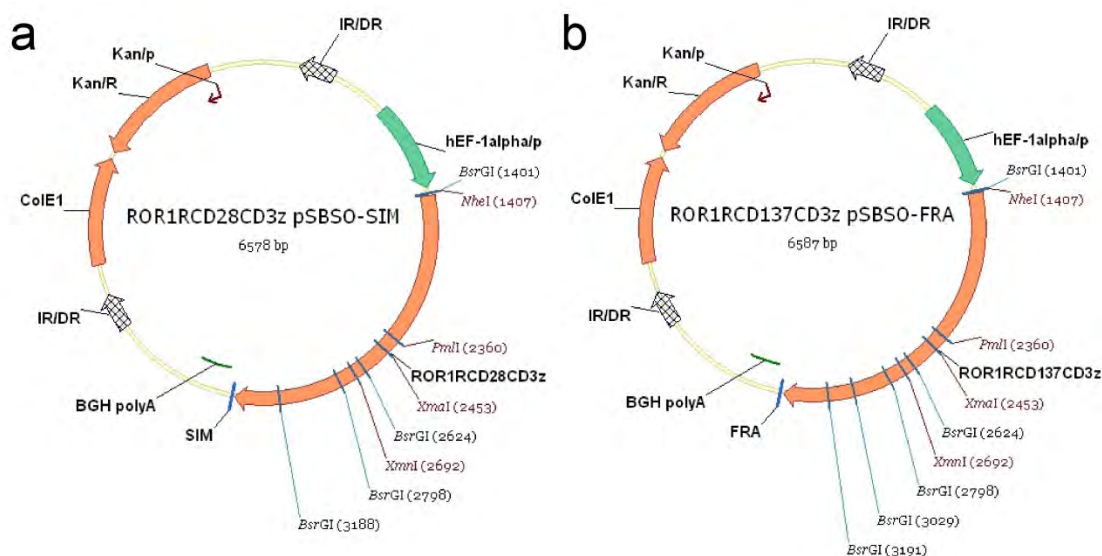 a
IR/DR
Kan/p
Kan/R
hEF-1alpha/p
BsrGI (1401)
NheI (1407)
ColE1
ROR1RCD28CD3z pSBSO-SIM
6578 bp
IR/DR
PmlI (2360)
ROR1RCD28CD3z
XmaI (2453)
BGH polyA
SIM
BsrGI (2624)
XmnI (2692)
BsrGI (2798)
BsrGI (3188)
b
IR/DR
Kan/p
Kan/R
hEF-1alpha/p
BsrGI (1401)
NheI (1407)
ColE1
ROR1RCD137CD3z pSBSO-FRA
6587 bp
IR/DR
PmlI (2360)
ROR1RCD137CD3z
XmaI (2453)
BGH polyA
FRA
BsrGI (2624)
XmnI (2692)
BsrGI (2798)
BsrGI (3029)
BsrGI (3191)